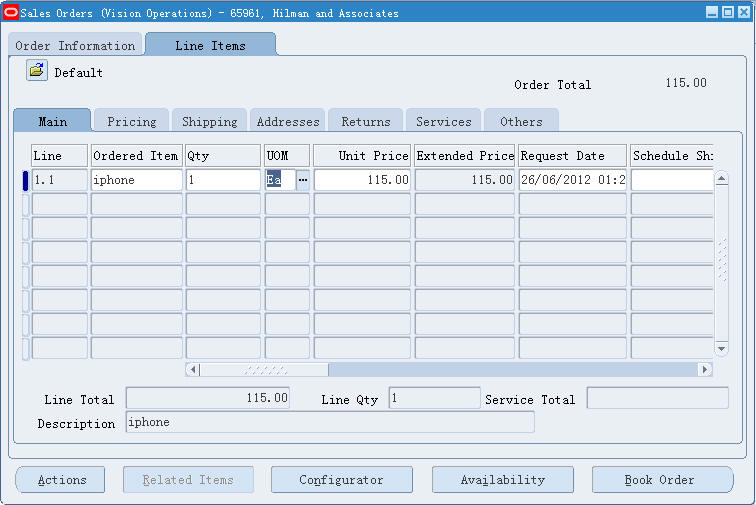 Sales Orders (Vision Operations) - 65961, Hilman and Associates
Order Information Line Items
Default
Order Total 115.00
Main Pricing Shipping Addresses Returns Services Others
Line Ordered Item Qty UOM Unit Price Extended Price Request Date Schedule Shi
1.1 iphone 1 Ea ... 115.00 115.00 26/06/2012 01:2
Line Total 115.00 Line Qty 1 Service Total
Description iphone
Actions Related Items Configurator Availability Book Order